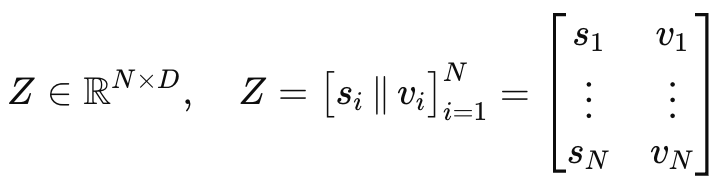 Z ∈ ℝ^{N×D}, Z = [s_i ∥ v_i]_{i=1}^{N} = [s_1 v_1 ⋮ ⋮ s_N v_N]